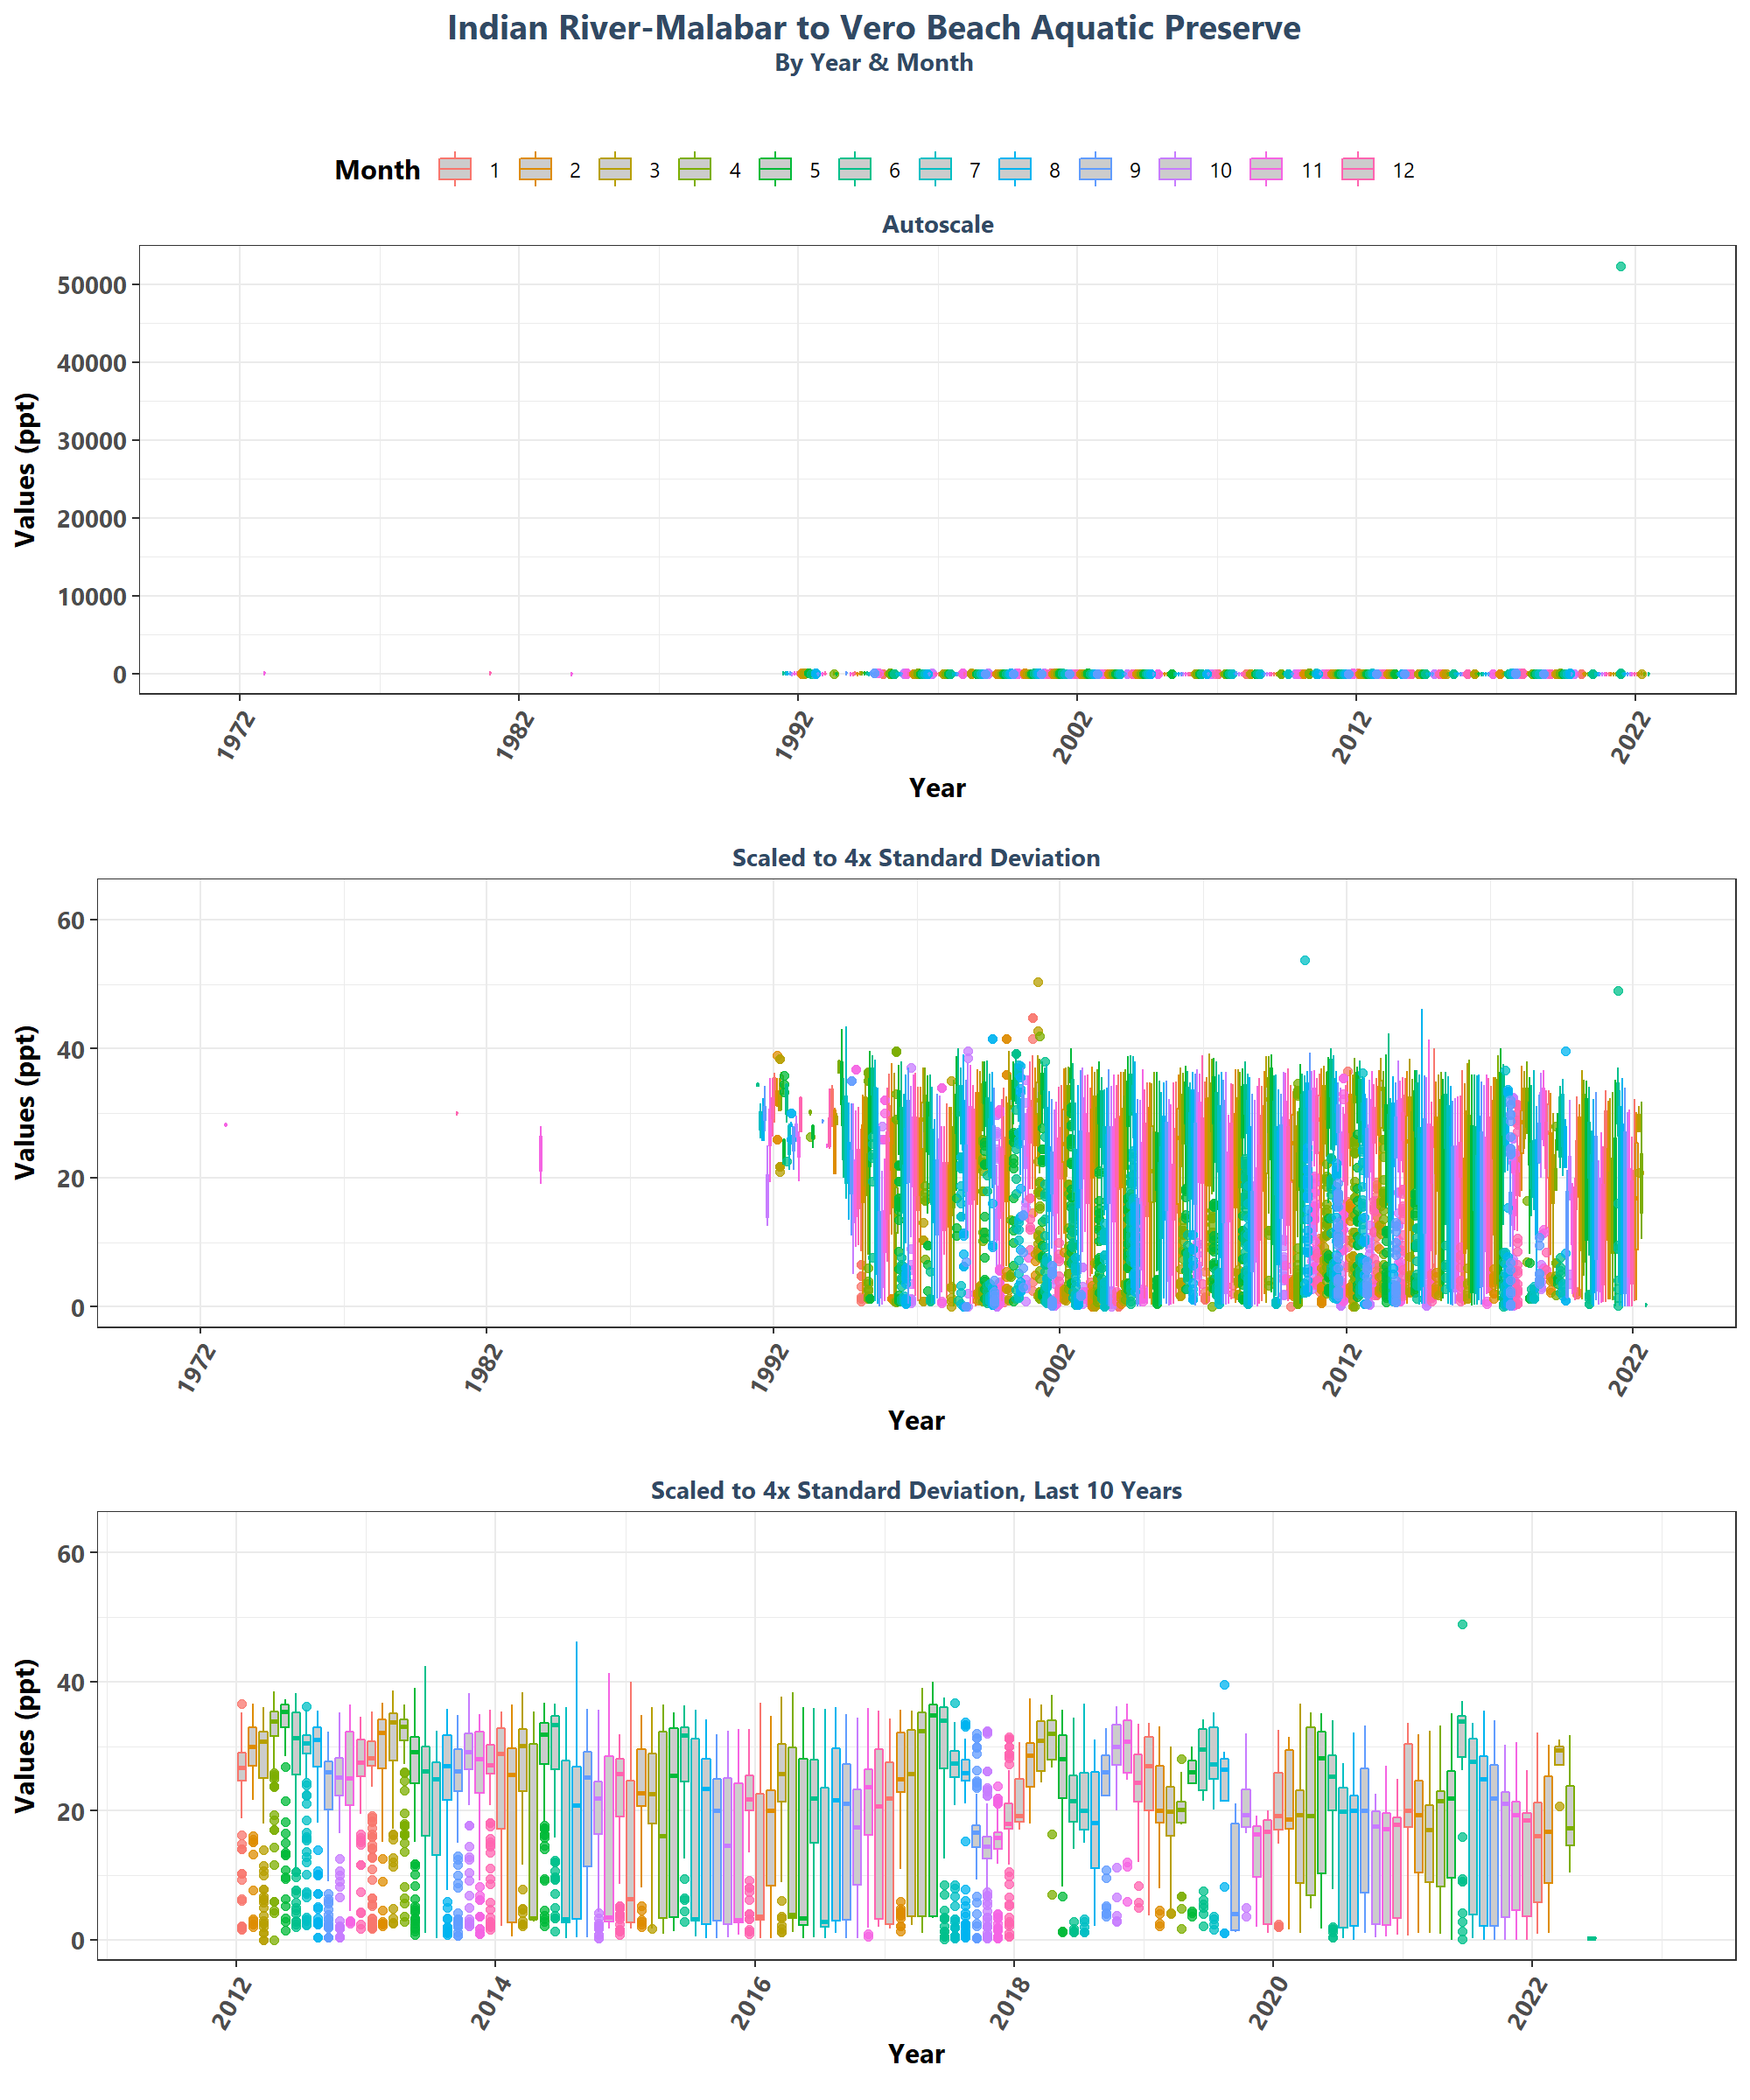 Indian River-Malabar to Vero Beach Aquatic Preserve
By Year & Month
Month 1 2 3 4 5 6 7 8 9 10 11 12
Autoscale
50000
40000
30000
20000
10000
0
Values (ppt)
1972 1982 1992 2002 2012 2022
Year
Scaled to 4x Standard Deviation
60
40
20
0
Values (ppt)
1972 1982 1992 2002 2012 2022
Year
Scaled to 4x Standard Deviation, Last 10 Years
60
40
20
0
Values (ppt)
2012 2014 2016 2018 2020 2022
Year